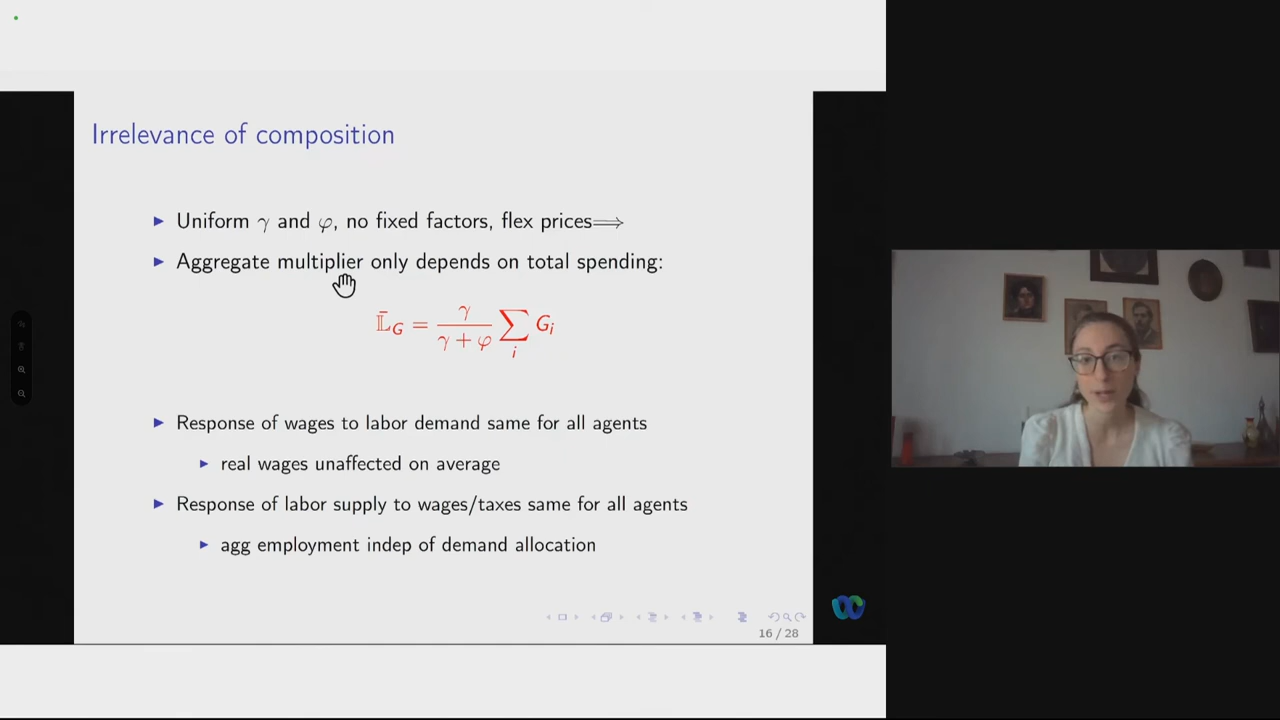 Irrelevance of composition
▶ Uniform γ and φ, no fixed factors, flex prices⟹
▶ Aggregate multiplier only depends on total spending:
𝕃̄_G = γ/(γ + φ) ∑_i G_i
▶ Response of wages to labor demand same for all agents
▶ real wages unaffected on average
▶ Response of labor supply to wages/taxes same for all agents
▶ agg employment indep of demand allocation
16 / 28